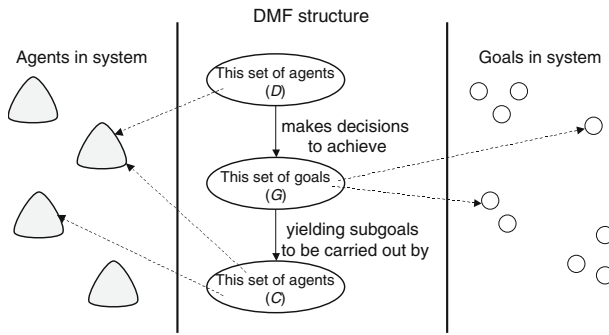 DMF structure
Agents in system
Goals in system
This set of agents
(D)
makes decisions
to achieve
This set of goals
(G)
yielding subgoals
to be carried out by
This set of agents
(C)